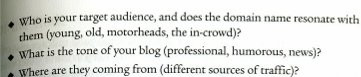 ◆ Who is your target audience, and does the domain name resonate with
them (young, old, motorheads, the in-crowd)?
◆ What is the tone of your blog (professional, humorous, news)?
◆ Where are they coming from (different sources of traffic)?